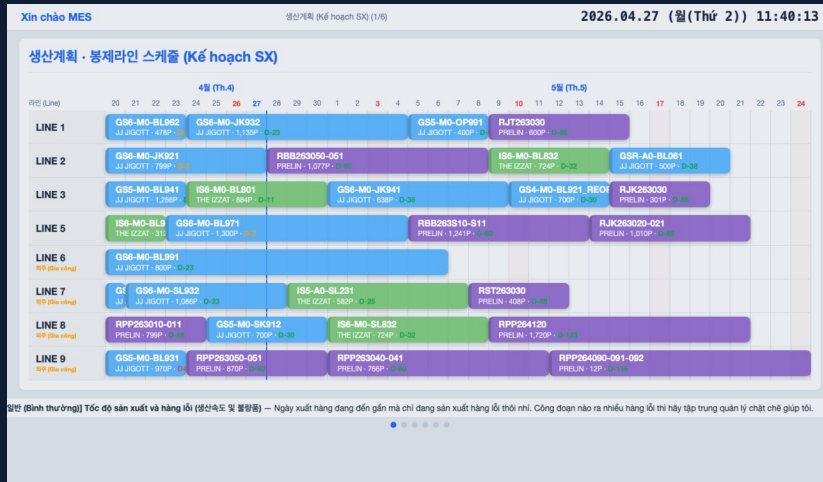 Xin chào MES
생산계획 (Kế hoạch SX) (1/6)
2026.04.27 (월(Thứ 2)) 11:40:13
생산계획 · 봉제라인 스케줄 (Kế hoạch SX)
4월 (Th.4) 5월 (Th.5)
라인 (Line) 20 21 22 23 24 25 26 27 28 29 30 1 2 3 4 5 6 7 8 9 10 11 12 13 14 15 16 17 18 19 20 21 22 23 24
LINE 1
GS6-M0-BL962 GS6-M0-JK932 GS5-M0-OP991 RJT263030
JJ JIGOTT · 478P · JJ JIGOTT · 1,135P · D-23 JJ JIGOTT · 400P · PRELIN · 600P ·
LINE 2
GS6-M0-JK921 RBB263050-051 IS6-M0-BL832 GSR-A0-BL061
JJ JIGOTT · 799P · PRELIN · 1,077P · THE IZZAT · 724P · D-32 JJ JIGOTT · 500P ·
LINE 3
GS5-M0-BL941 IS6-M0-BL801 GS6-M0-JK941 GS4-M0-BL921_REOF RJK263030
JJ JIGOTT · 1,256P · THE IZZAT · 884P · D-11 JJ JIGOTT · 638P · JJ JIGOTT · 700P · D-30 PRELIN · 301P ·
LINE 5
IS6-M0-BL9 GS6-M0-BL971 RBB263S10-S11 RJK263020-021
THE IZZAT · 312 JJ JIGOTT · 1,300P · PRELIN · 1,241P · PRELIN · 1,010P ·
LINE 6
외주 (Gia công)
GS6-M0-BL991
JJ JIGOTT · 800P · D-23
LINE 7
외주 (Gia công)
GS GS6-M0-SL932 IS5-A0-SL231 RST263030
JJ JJ JIGOTT · 1,086P · D-23 THE IZZAT · 582P · D-25 PRELIN · 408P ·
LINE 8
외주 (Gia công)
RPP263010-011 GS5-M0-SK912 IS6-M0-SL832 RPP264120
PRELIN · 799P · JJ JIGOTT · 700P · D-30 THE IZZAT · 724P · D-32 PRELIN · 1,720P ·
LINE 9
외주 (Gia công)
GS5-M0-BL931 RPP263050-051 RPP263040-041 RPP264090-091-092
JJ JIGOTT · 970P · PRELIN · 870P · PRELIN · 766P · PRELIN · 12P ·
일반 (Bình thường)] Tốc độ sản xuất và hàng lỗi (생산속도 및 불량품) — Ngày xuất hàng đang đến gần mà chỉ đang sản xuất hàng lỗi thôi nhỉ. Công đoạn nào ra nhiều hàng lỗi thì hãy tập trung quản lý chặt chẽ giúp tôi.